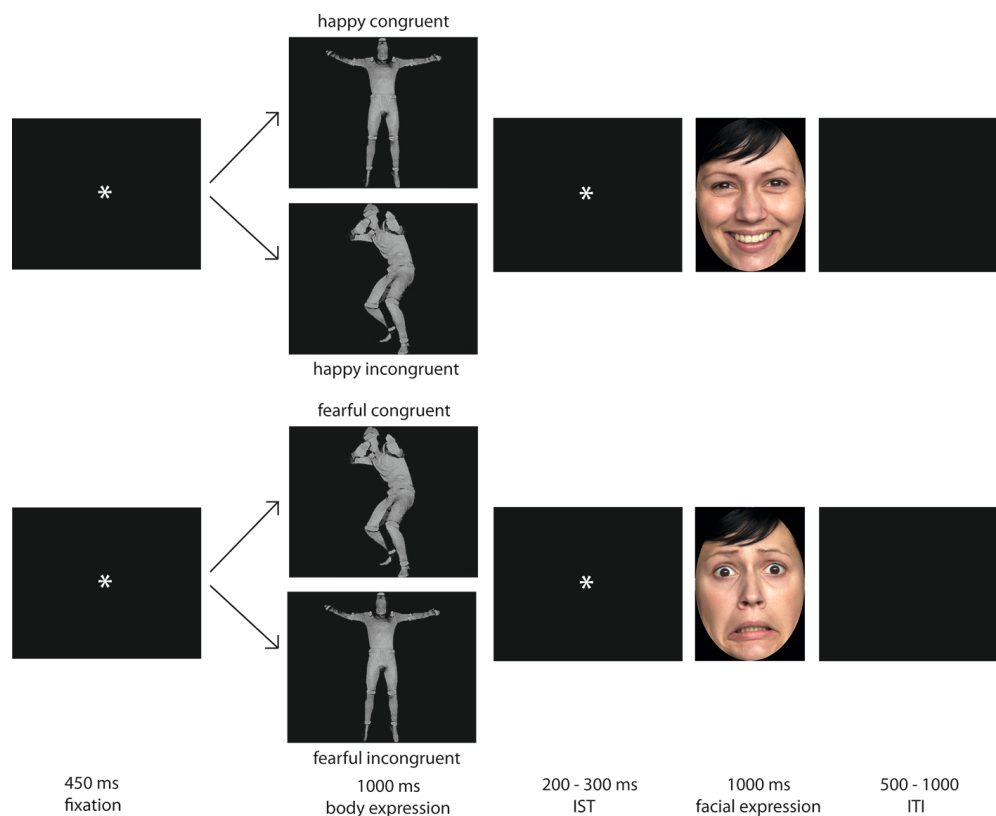 happy congruent
*
*
happy incongruent
fearful congruent
*
*
fearful incongruent
450 ms
fixation
1000 ms
body expression
200 - 300 ms
IST
1000 ms
facial expression
500 - 1000
ITI